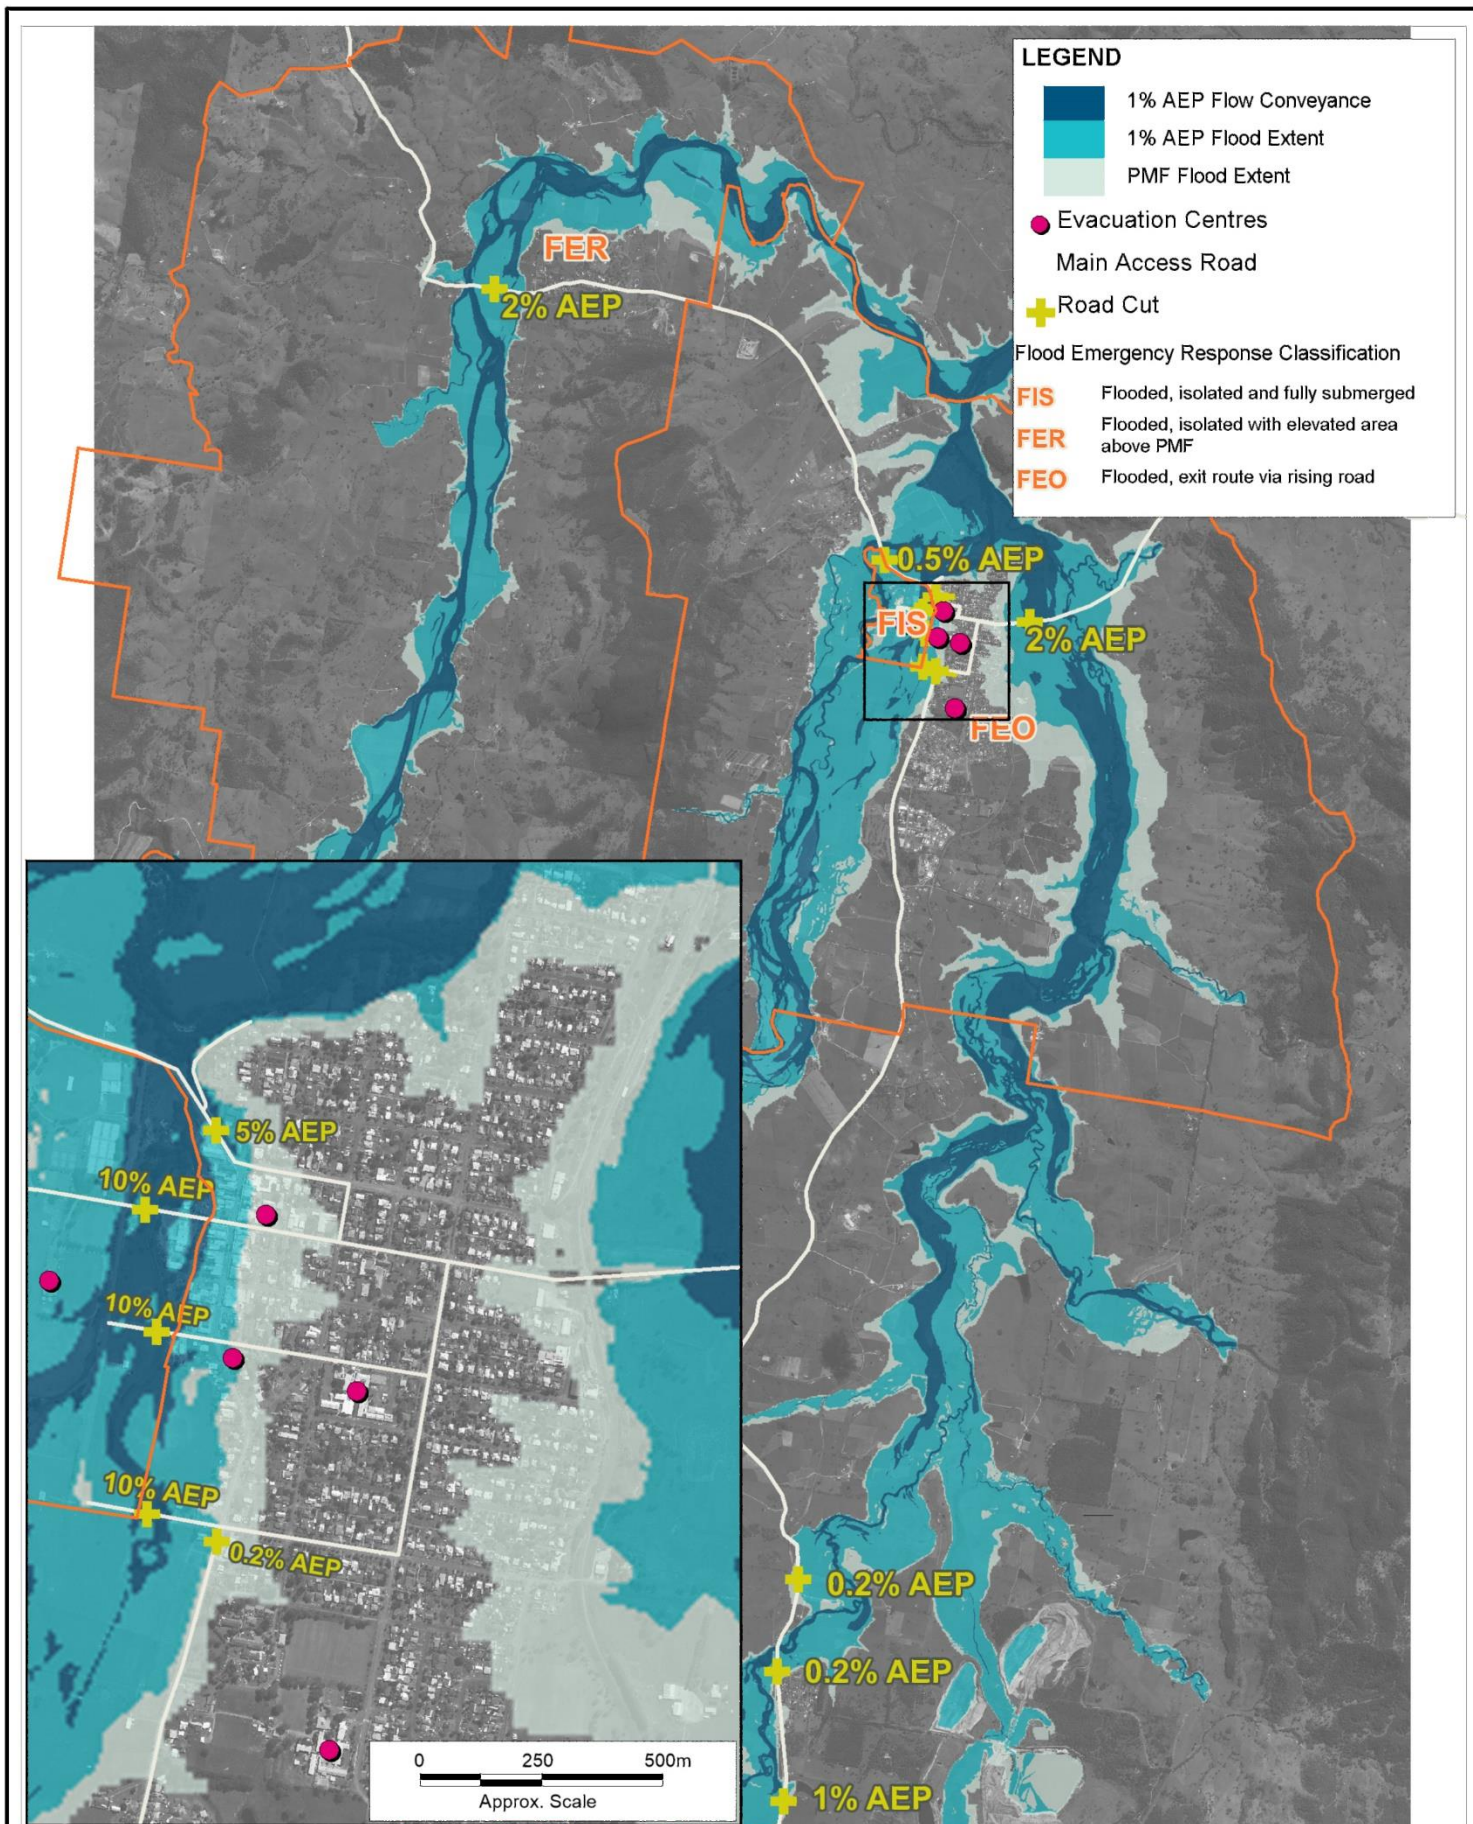 LEGEND
1% AEP Flow Conveyance
1% AEP Flood Extent
PMF Flood Extent
Evacuation Centres
Main Access Road
Road Cut
Flood Emergency Response Classification
FIS Flooded, isolated and fully submerged
FER Flooded, isolated with elevated area
above PMF
FEO Flooded, exit route via rising road
FER
2% AEP
0.5% AEP
FIS
2% AEP
FEO
5% AEP
10% AEP
10% AEP
10% AEP
0.2% AEP
0.2% AEP
0.2% AEP
1% AEP
0 250 500m
Approx. Scale